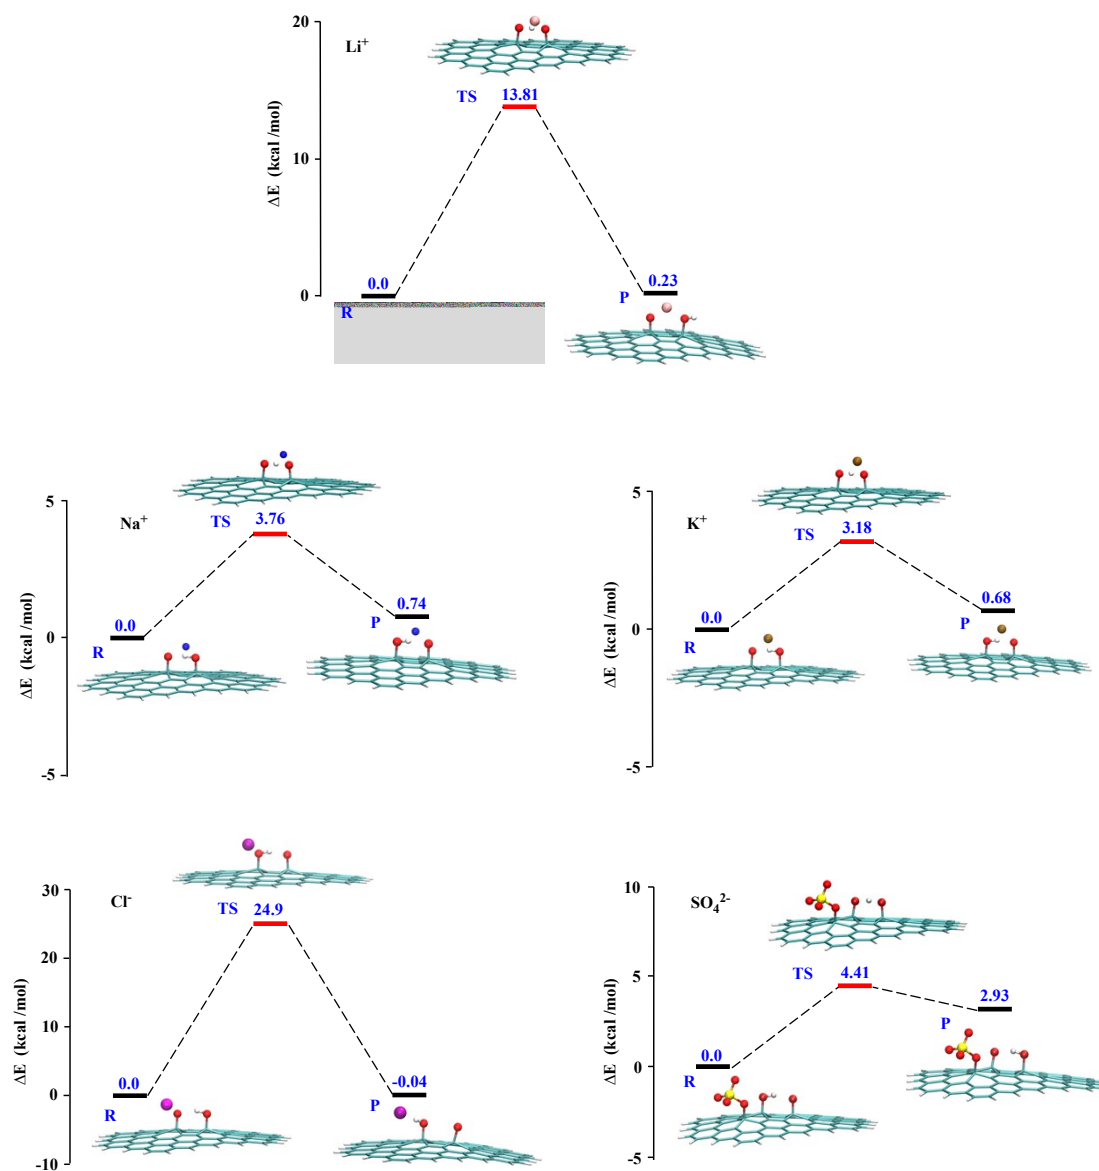 20
Li+
TS
13.81
ΔE (kcal /mol)
10
0.0
0.23
0
P
R
5
Na+
TS
3.76
ΔE (kcal /mol)
0.74
0.0
P
0
R
-5
5
K+
TS
3.18
ΔE (kcal /mol)
0.68
0.0
P
0
R
-5
30
Cl-
TS
24.9
20
ΔE (kcal /mol)
10
0.0
-0.04
0
R
P
-10
10
SO42-
TS
4.41
5
2.93
ΔE (kcal /mol)
P
0.0
0
R
-5